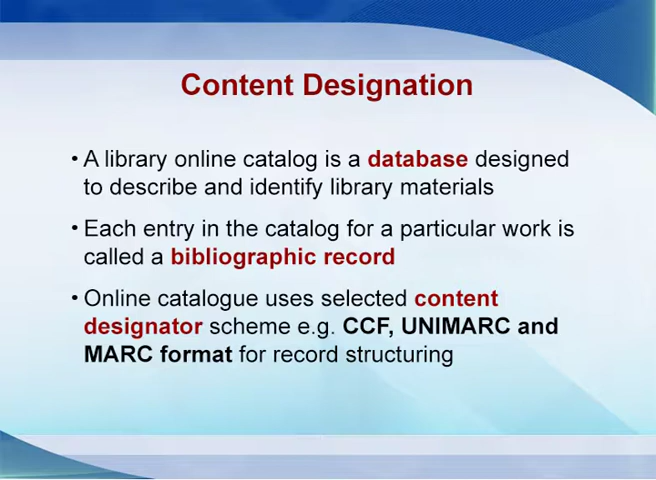 Content Designation
• A library online catalog is a database designed
to describe and identify library materials
• Each entry in the catalog for a particular work is
called a bibliographic record
• Online catalogue uses selected content
designator scheme e.g. CCF, UNIMARC and
MARC format for record structuring